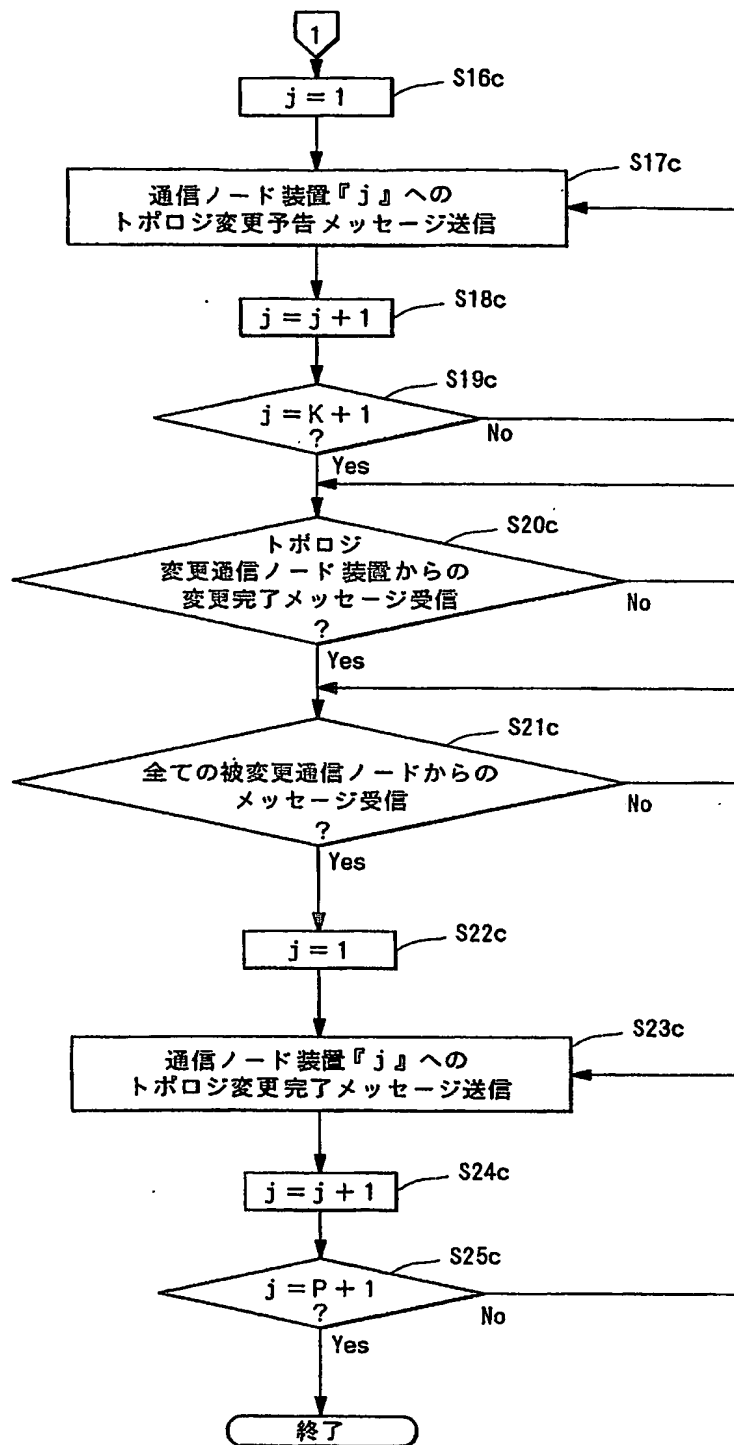 1
j=1
S16c
通信ノード装置『j』への
トポロジ変更予告メッセージ送信
S17c
j=j+1
S18c
j=K+1
?
S19c
No
Yes
トポロジ
変更通信ノード装置からの
変更完了メッセージ受信
?
S20c
No
Yes
全ての被変更通信ノードからの
メッセージ受信
?
S21c
No
Yes
j=1
S22c
通信ノード装置『j』への
トポロジ変更完了メッセージ送信
S23c
j=j+1
S24c
j=P+1
?
S25c
No
Yes
終了